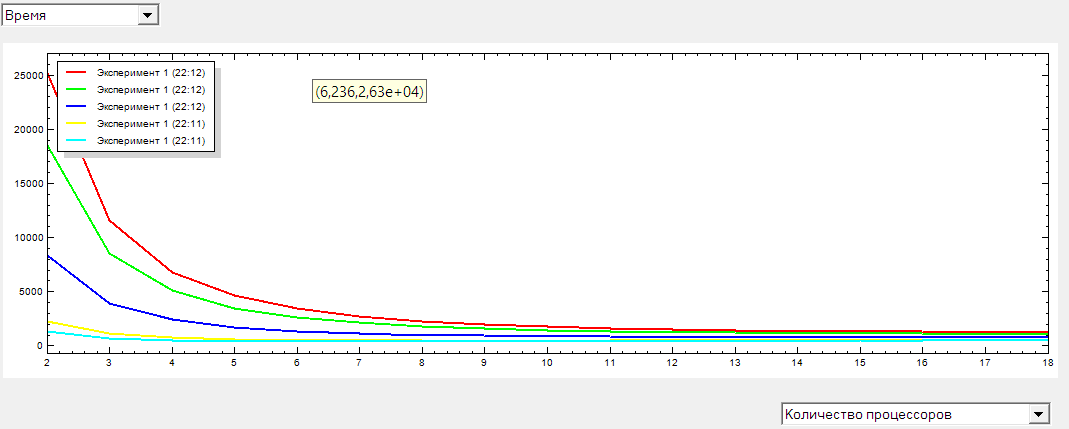 Время
25000
20000
15000
10000
5000
0
Эксперимент 1 (22:12)
Эксперимент 1 (22:12)
Эксперимент 1 (22:12)
Эксперимент 1 (22:11)
Эксперимент 1 (22:11)
(6,236,2,63e+04)
2 3 4 5 6 7 8 9 10 11 12 13 14 15 16 17 18
Количество процессоров